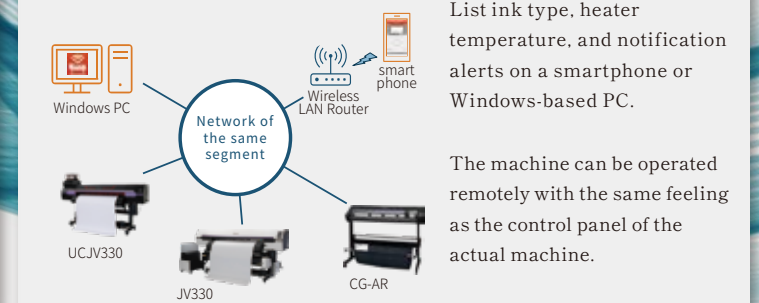 Windows PC
Wireless
LAN Router
smart
phone
Network of
the same
segment
UCJV330
JV330
CG-AR
List ink type, heater
temperature, and notification
alerts on a smartphone or
Windows-based PC.
The machine can be operated
remotely with the same feeling
as the control panel of the
actual machine.